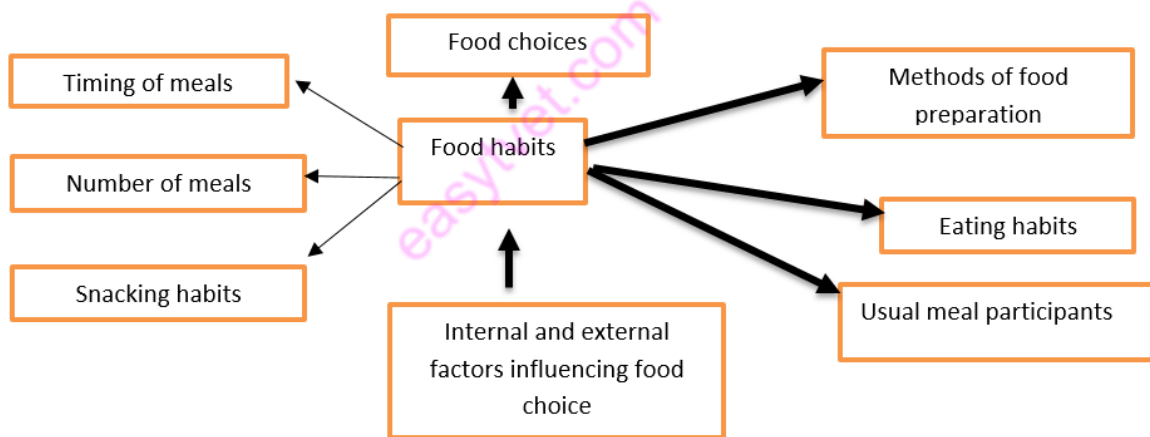 Food choices
Timing of meals
Methods of food
preparation
Food habits
Number of meals
Eating habits
Snacking habits
Usual meal participants
Internal and external
factors influencing food
choice
easytvet.com